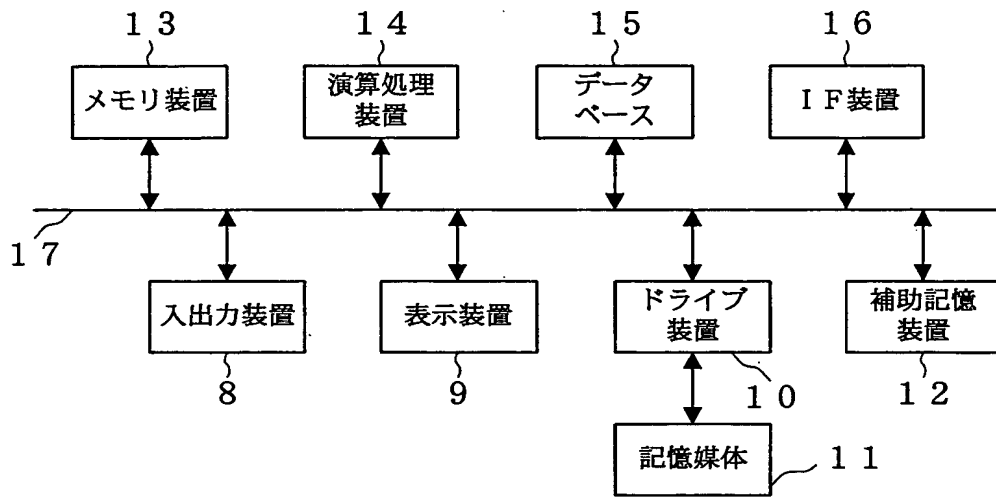 13
14
15
16
メモリ装置
演算処理
装置
データ
ベース
IF装置
17
入出力装置
表示装置
ドライブ
装置
補助記憶
装置
8
9
10
12
記憶媒体
11